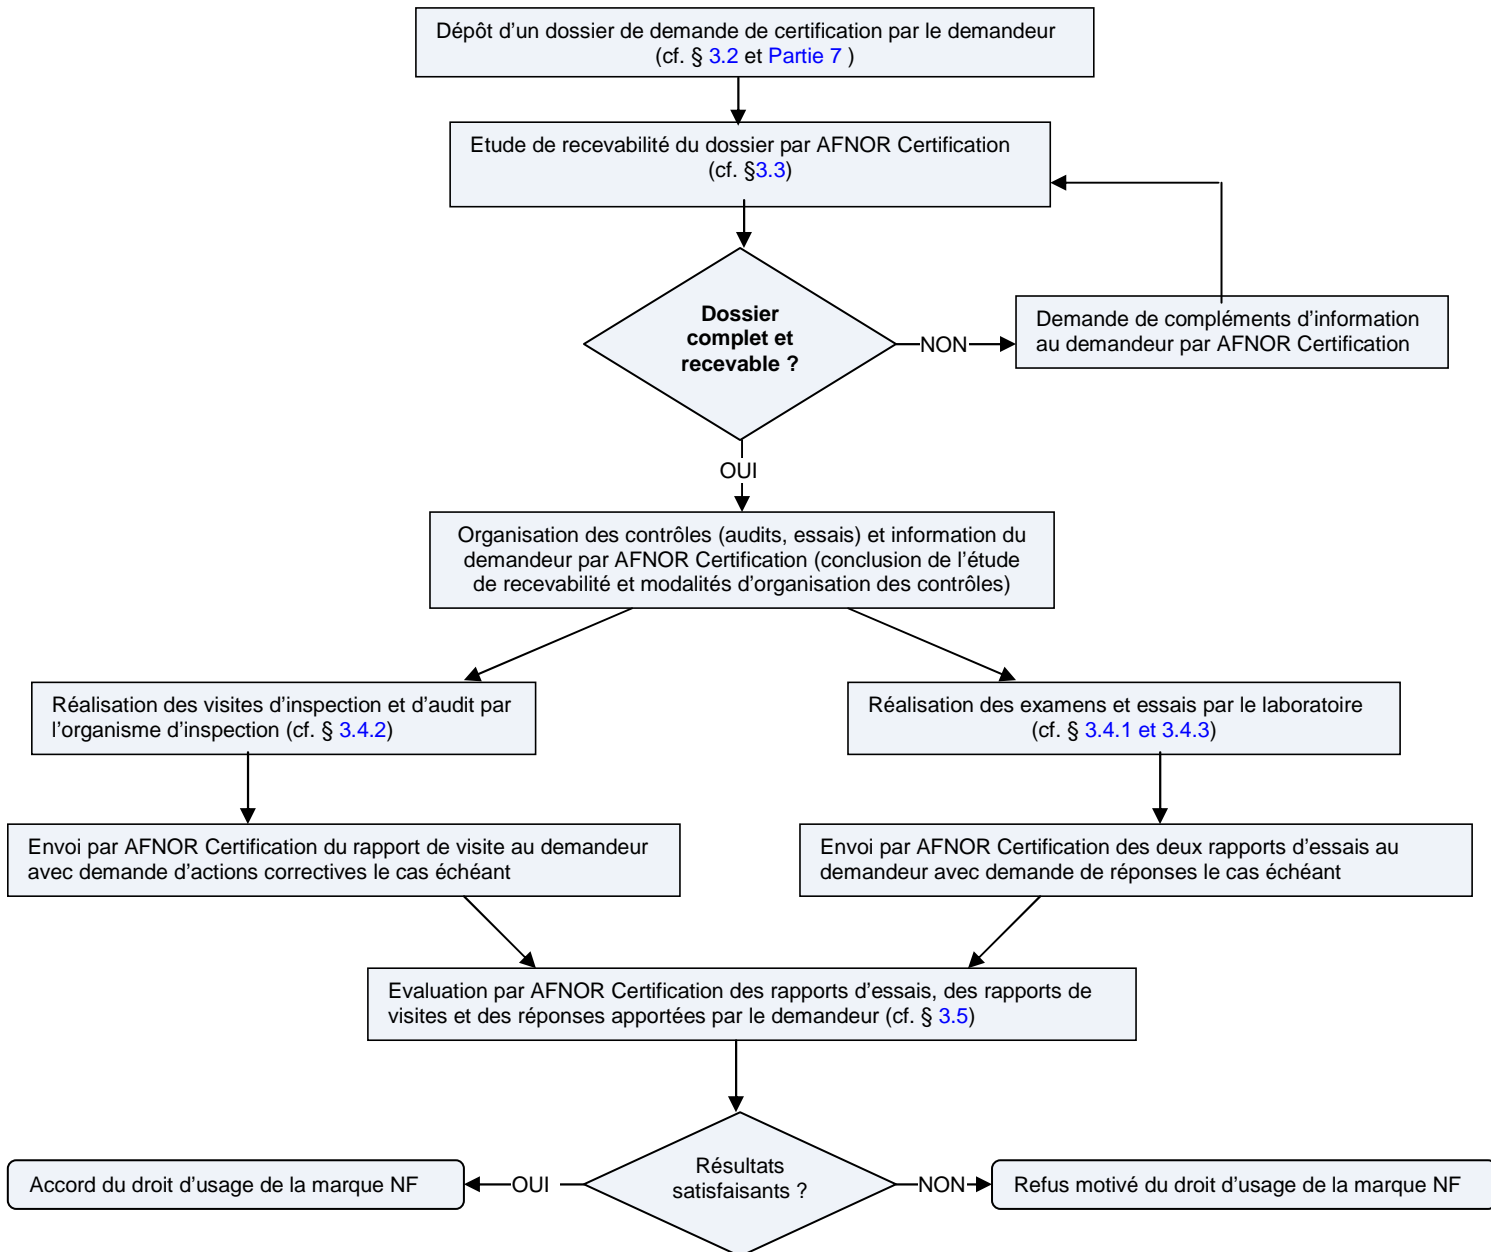 Dépôt d’un dossier de demande de certification par le demandeur
(cf. § 3.2 et Partie 7 )
Etude de recevabilité du dossier par AFNOR Certification
(cf. §3.3)
Dossier
complet et
recevable ?
NON
Demande de compléments d’information
au demandeur par AFNOR Certification
OUI
Organisation des contrôles (audits, essais) et information du
demandeur par AFNOR Certification (conclusion de l’étude
de recevabilité et modalités d’organisation des contrôles)
Réalisation des visites d’inspection et d’audit par
l’organisme d’inspection (cf. § 3.4.2)
Réalisation des examens et essais par le laboratoire
(cf. § 3.4.1 et 3.4.3)
Envoi par AFNOR Certification du rapport de visite au demandeur
avec demande d’actions correctives le cas échéant
Envoi par AFNOR Certification des deux rapports d’essais au
demandeur avec demande de réponses le cas échéant
Evaluation par AFNOR Certification des rapports d’essais, des rapports de
visites et des réponses apportées par le demandeur (cf. § 3.5)
Résultats
satisfaisants ?
OUI
Accord du droit d’usage de la marque NF
NON
Refus motivé du droit d’usage de la marque NF